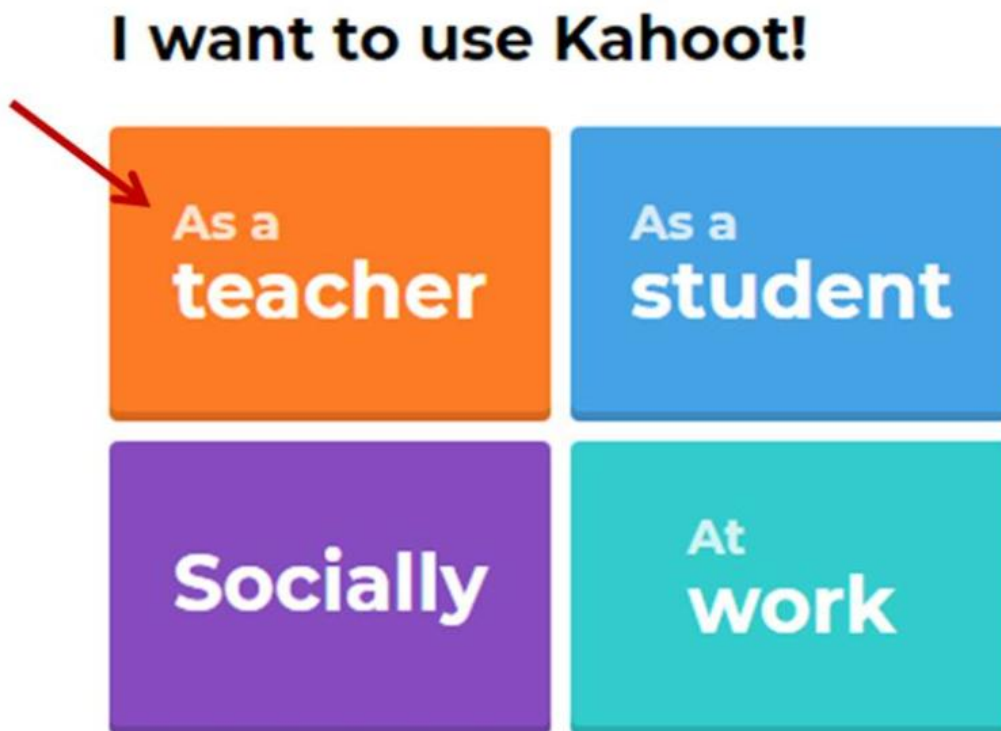 I want to use Kahoot!
As a
teacher
As a
student
Socially
At
work